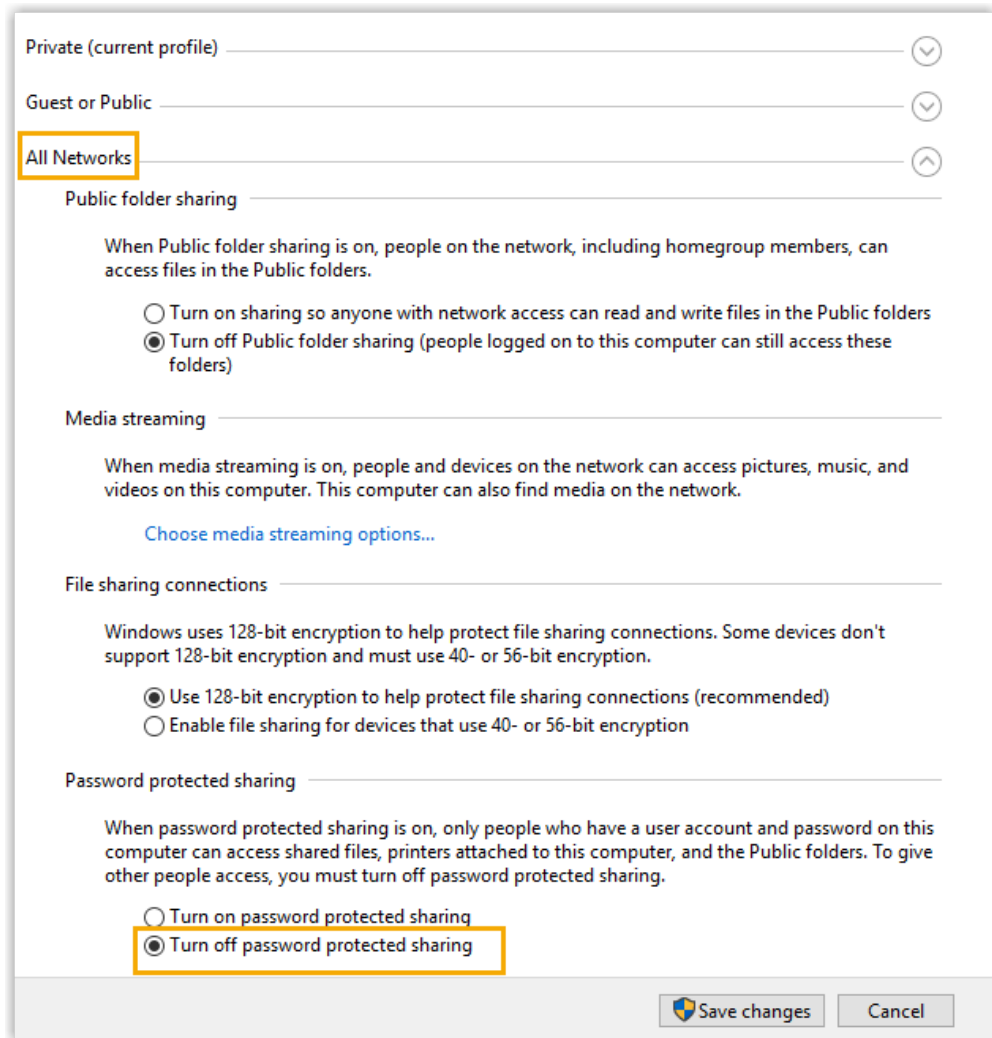 Private (current profile)
Guest or Public
All Networks
Public folder sharing
When Public folder sharing is on, people on the network, including homegroup members, can
access files in the Public folders.
Turn on sharing so anyone with network access can read and write files in the Public folders
Turn off Public folder sharing (people logged on to this computer can still access these
folders)
Media streaming
When media streaming is on, people and devices on the network can access pictures, music, and
videos on this computer. This computer can also find media on the network.
Choose media streaming options...
File sharing connections
Windows uses 128-bit encryption to help protect file sharing connections. Some devices don't
support 128-bit encryption and must use 40- or 56-bit encryption.
Use 128-bit encryption to help protect file sharing connections (recommended)
Enable file sharing for devices that use 40- or 56-bit encryption
Password protected sharing
When password protected sharing is on, only people who have a user account and password on this
computer can access shared files, printers attached to this computer, and the Public folders. To give
other people access, you must turn off password protected sharing.
Turn on password protected sharing
Turn off password protected sharing
Save changes
Cancel